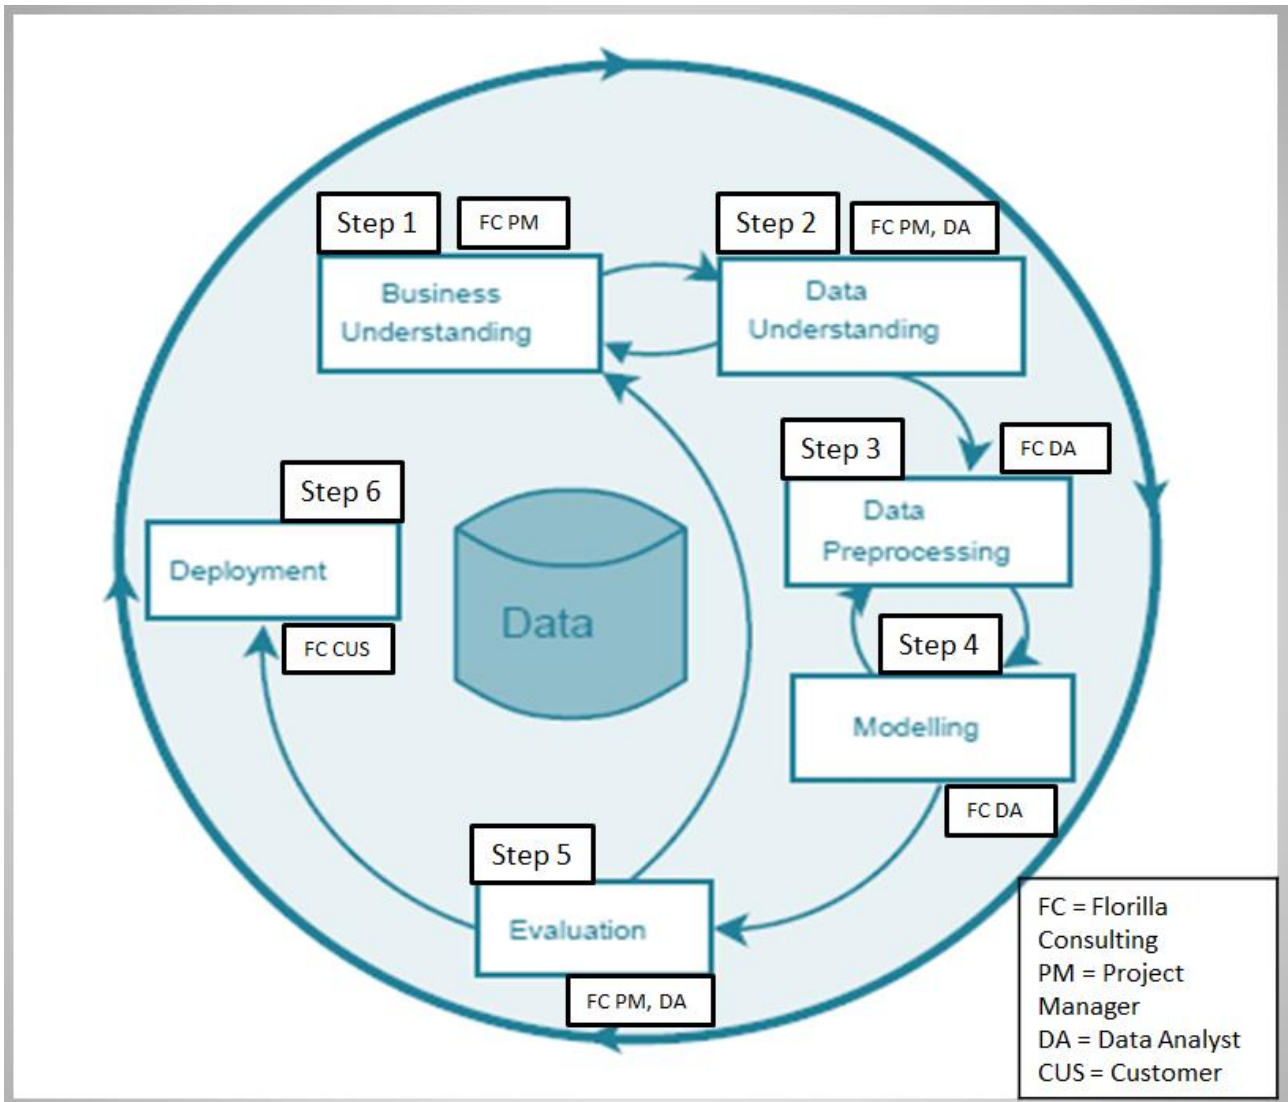 Step 1
FC PM
Business
Understanding
Step 2
FC PM, DA
Data
Understanding
Step 3
FC DA
Data
Preprocessing
Step 4
Modelling
FC DA
Step 5
Evaluation
FC PM, DA
Step 6
Deployment
FC CUS
Data
FC = Florilla
Consulting
PM = Project
Manager
DA = Data Analyst
CUS = Customer